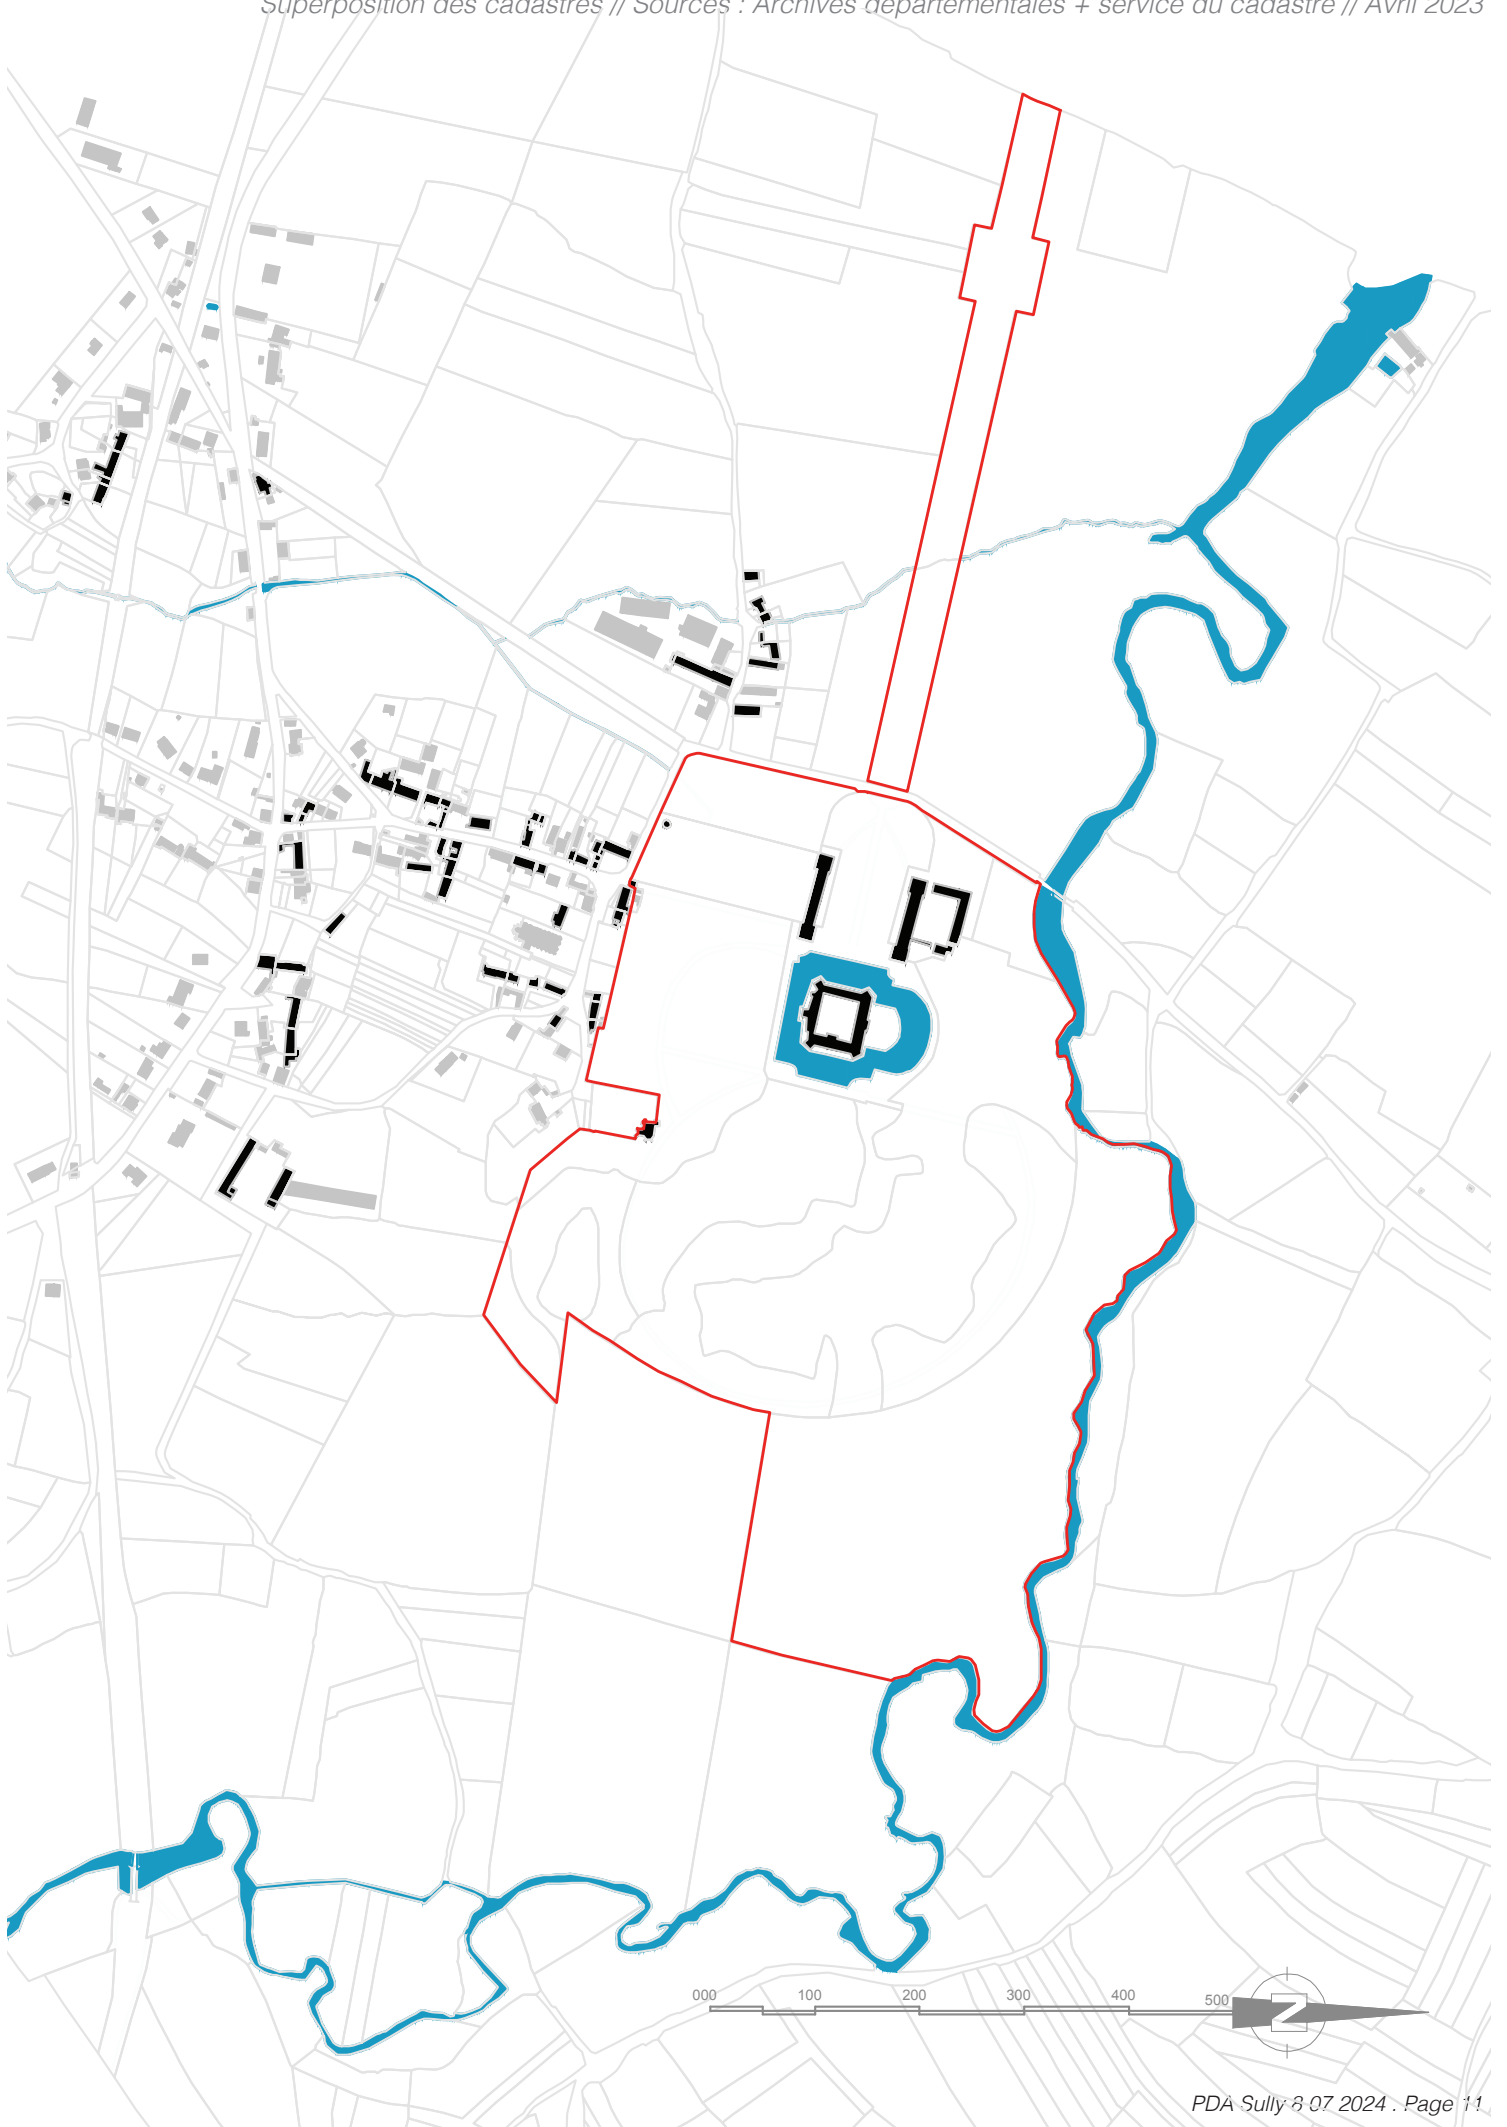 Superposition des cadastres // Sources : Archives départementales + service du cadastre // Avril 2023
000 100 200 300 400 500
N
PDA Sully 8 07 2024 . Page 11